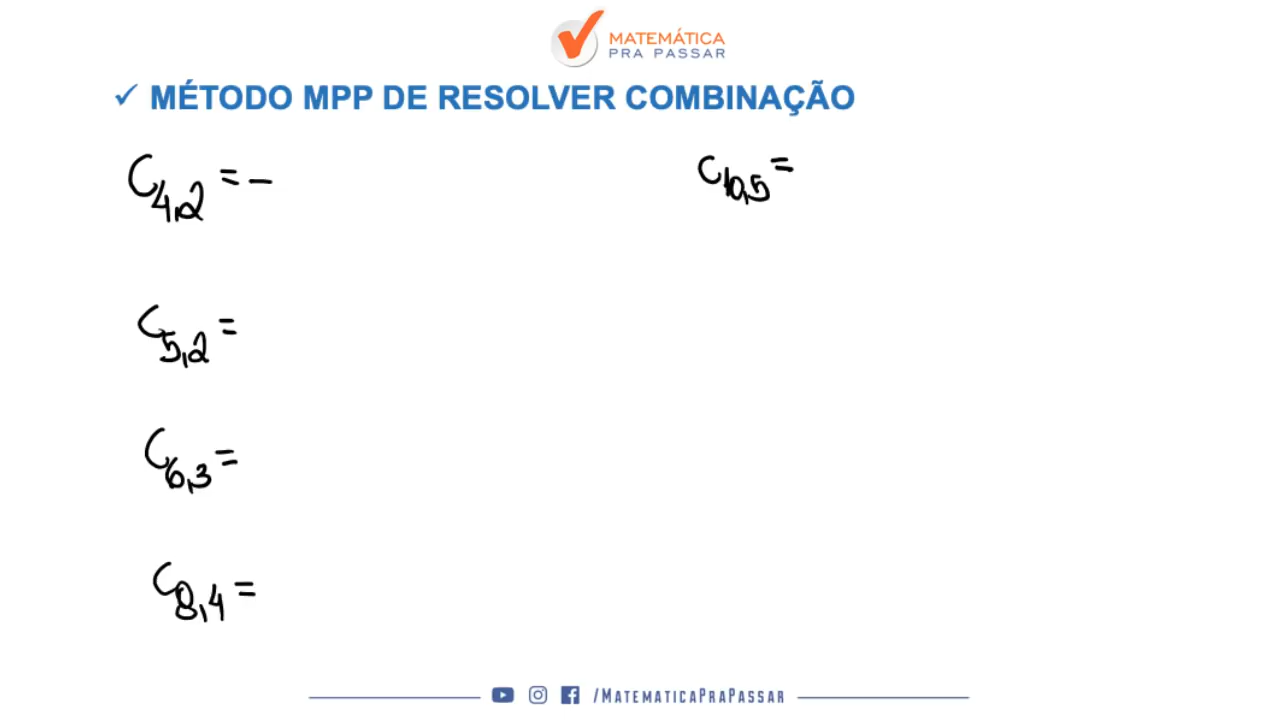 MATEMÁTICA
PRA PASSAR
✓ MÉTODO MPP DE RESOLVER COMBINAÇÃO
C4,2 = −
C10,5 =
C5,2 =
C6,3 =
C8,4 =
/MATEMATICAPRAPASSAR